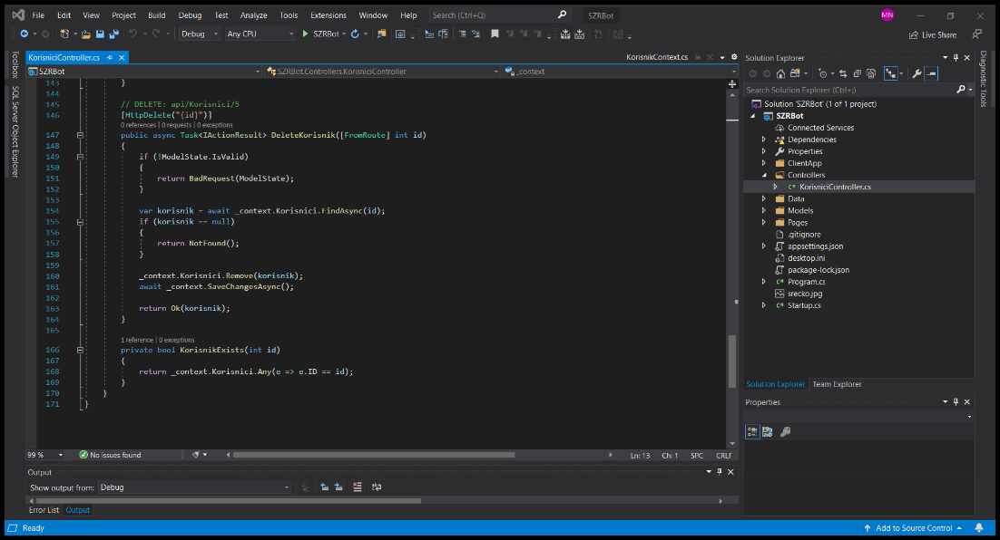 File Edit View Project Build Debug Test Analyze Tools Extensions Window Help Search (Ctrl+Q) SZRBot MN
Debug Any CPU SZRBot Live Share
Toolbox
SQL Server Object Explorer
KorisniciController.cs KorisnikContext.cs
SZRBot SZRBot.Controllers.KorisniciController _context
143 }
144
145 // DELETE: api/Korisnici/5
146 [HttpDelete("{id}")]
0 references | 0 requests | 0 exceptions
147 public async Task<IActionResult> DeleteKorisnik([FromRoute] int id)
148 {
149 if (!ModelState.IsValid)
150 {
151 return BadRequest(ModelState);
152 }
153
154 var korisnik = await _context.Korisnici.FindAsync(id);
155 if (korisnik == null)
156 {
157 return NotFound();
158 }
159
160 _context.Korisnici.Remove(korisnik);
161 await _context.SaveChangesAsync();
162
163 return Ok(korisnik);
164 }
165
1 reference | 0 exceptions
166 private bool KorisnikExists(int id)
167 {
168 return _context.Korisnici.Any(e => e.ID == id);
169 }
170 }
171 }
99 % No issues found Ln: 13 Ch: 1 SPC CRLF
Output
Show output from: Debug
Error List Output
Solution Explorer
Search Solution Explorer (Ctrl+;)
Solution 'SZRBot' (1 of 1 project)
SZRBot
Connected Services
Dependencies
Properties
ClientApp
Controllers
C# KorisniciController.cs
Data
Models
Pages
.gitignore
appsettings.json
desktop.ini
package-lock.json
C# Program.cs
srecko.jpg
C# Startup.cs
Solution Explorer Team Explorer
Properties
Diagnostic Tools
Ready Add to Source Control